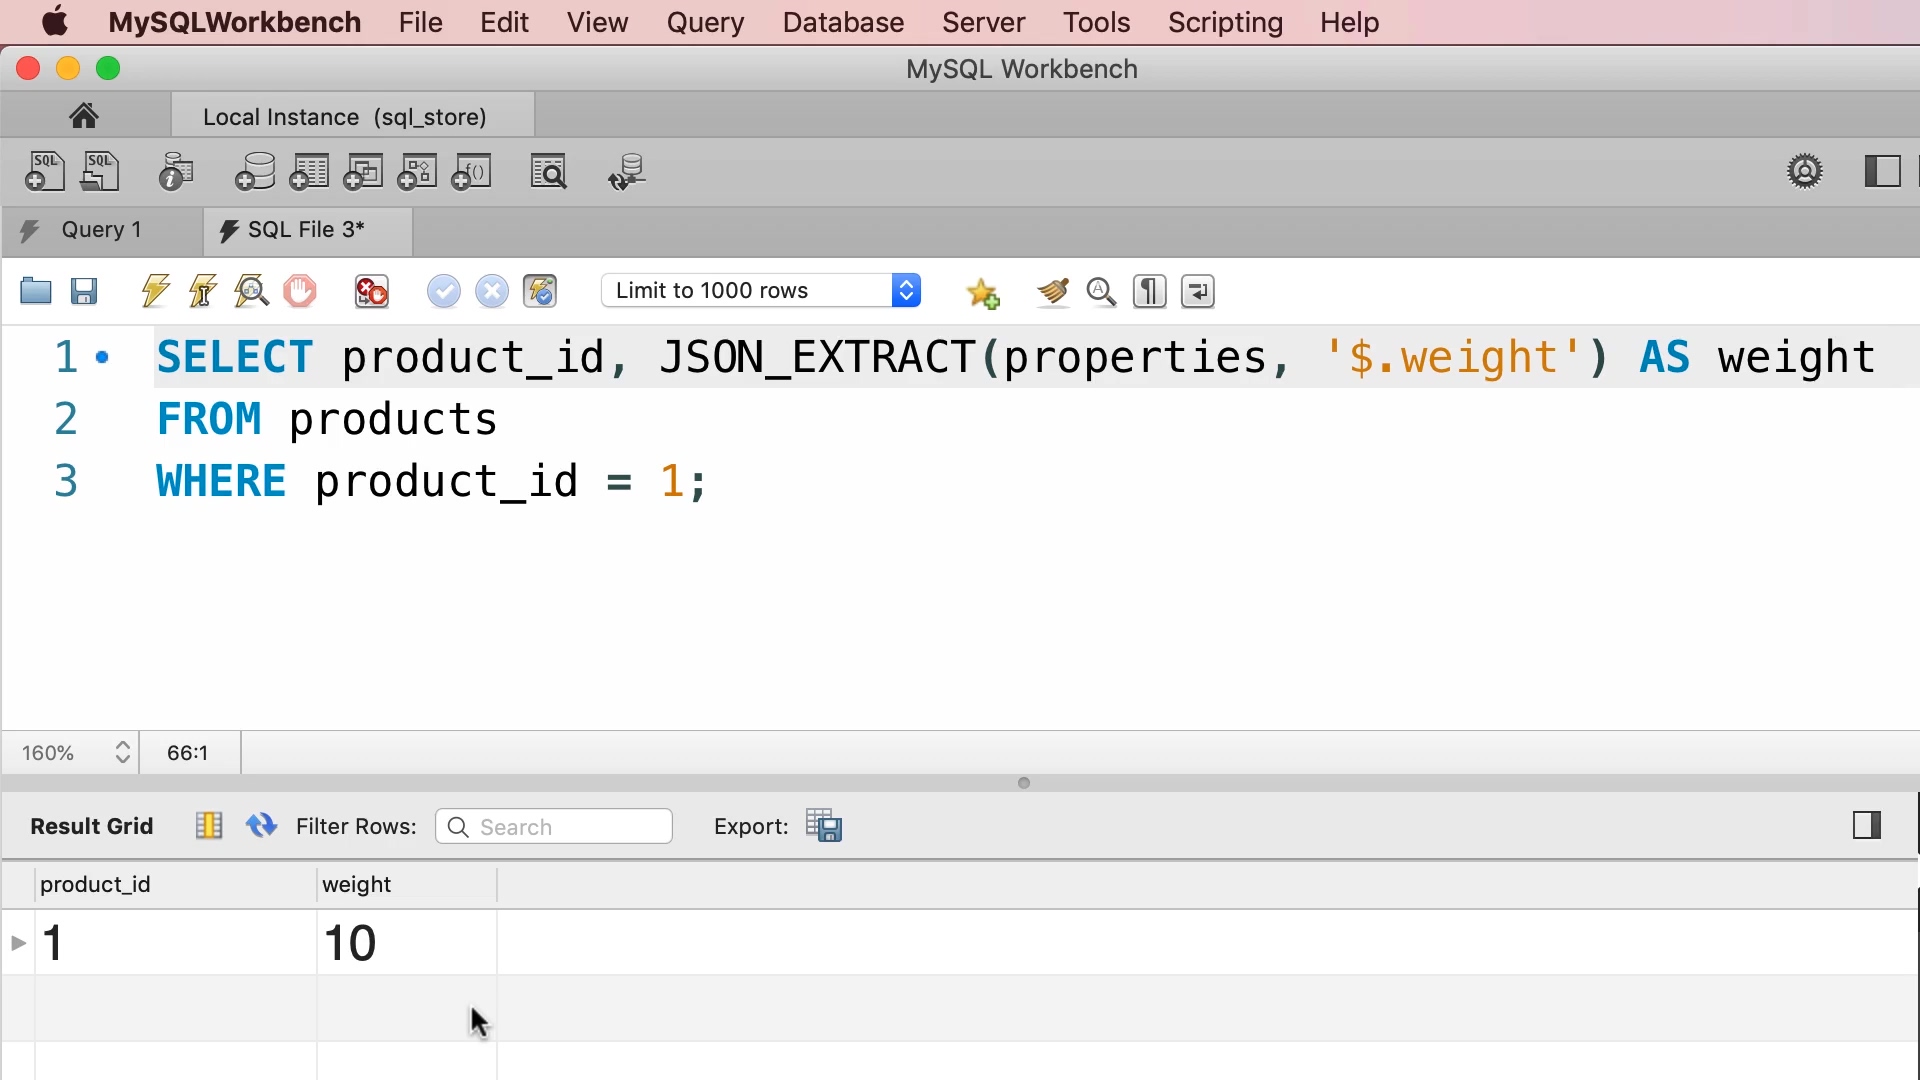 MySQLWorkbench File Edit View Query Database Server Tools Scripting Help
MySQL Workbench
Local Instance (sql_store)
SQL SQL f()
Query 1 SQL File 3*
Limit to 1000 rows
1 SELECT product_id, JSON_EXTRACT(properties, '$.weight') AS weight
2 FROM products
3 WHERE product_id = 1;
160% 66:1
Result Grid Filter Rows: Search Export:
product_id weight
1 10